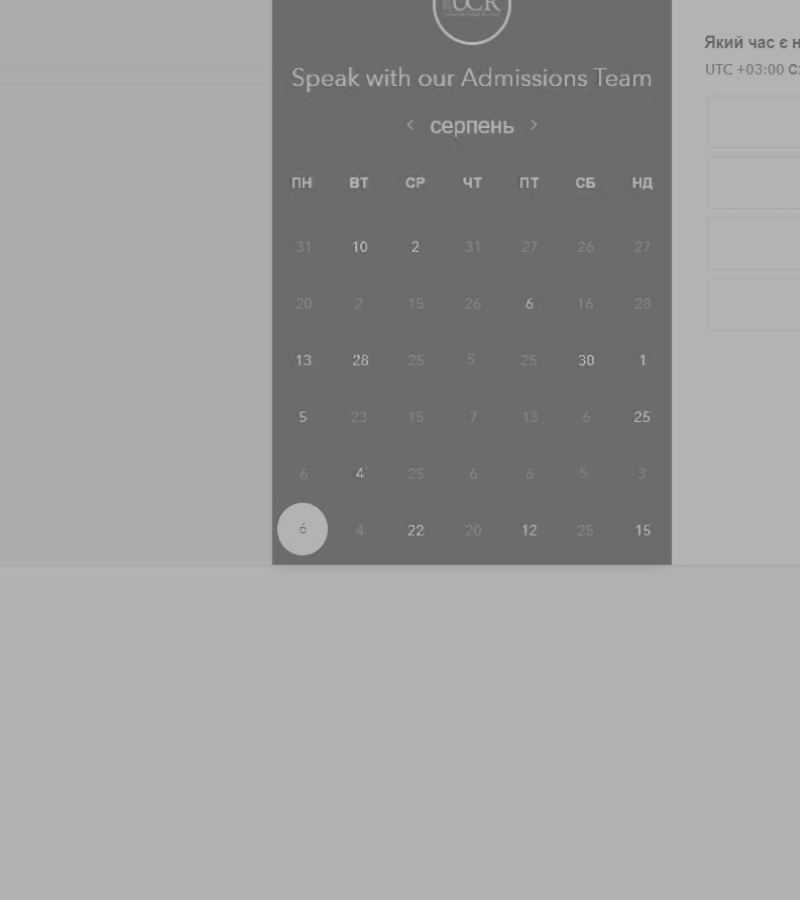 UCR
Speak with our Admissions Team
< серпень >
ПН ВТ СР ЧТ ПТ СБ НД
31 10 2 31 27 26 27
20 2 15 26 6 16 28
13 28 25 5 25 30 1
5 23 15 7 13 6 25
6 4 25 6 6 5 3
6 4 22 20 12 25 15
Який час є
UTC +03:00